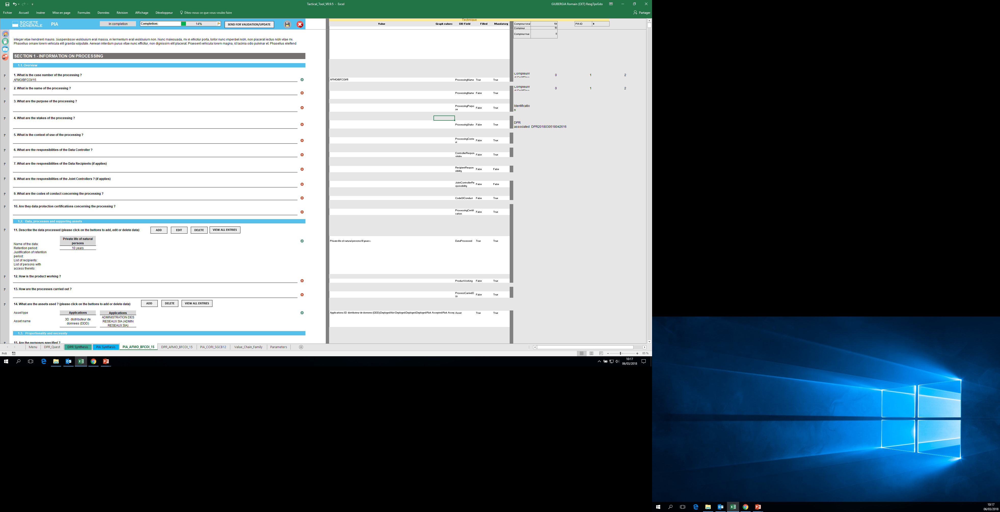 Tactical_Tool_V0.9.5 - Excel
GIUBERGIA Romain (EXT) ResgTpsGdo
Fichier Accueil Insérer Mise en page Formules Données Révision Affichage Développeur Dites-nous ce que vous voulez faire Partager
SOCIETE GENERALE PIA In completion Completion: 14% SEND FOR VALIDATION/UPDATE
Technique
Value Graph values DB Field Filled Mandatory
Compteur total 59
Compteur 51
Compteur true 8
PIA ID
Integer vitae hendrerit mauris. Suspendisse vestibulum erat massa, in fermentum erat vestibulum non. Nunc malesuada, mi in efficitur porta, tortor nunc imperdiet nibh, non placerat lectus nibh vitae mi.
Phasellus ornare lorem vehicula elit gravida vulputate. Aenean interdum purus vitae nunc efficitur, non dignissim elit placerat. Praesent vehicula lorem magna, id lacinia odio pulvinar et. Phasellus eleifend
SECTION 1 - INFORMATION ON PROCESSING
1.1. Overview
? 1. What is the case number of the processing ?
AFMO/BFCOI/15
AFMO/BFCOI/15 ProcessingName True True
0 1 2
? 2. What is the name of the processing ?
ProcessingName False True
0 1 2
? 3. What are the purpose of the processing ?
ProcessingPurpo
se False True
Identificatio
n
? 4. What are the stakes of the processing ?
ProcessingStake False True
DPR
associated DPR2018030518042616
? 5. What is the context of use of the processing ?
ProcessingConte
xt False True
? 6. What are the responsibilities of the Data Controller ?
ControllerRespon
sibility False True
? 7. What are the responsibilities of the Data Recipients (if applies)
RecipientRespon
sibility False False
? 8. What are the responsibilities of the Joint Controllers ? (if applies)
JointControllerRe
sponsibility False False
? 9. What are the codes of conduct concerning the processing ?
CodeOfConduct False True
? 10. Are they data protection certifications concerning the processing ?
ProcessingCertifi
cation False True
1.2. Data, processes and supporting assets
? 11. Describe the data processed (please click on the buttons to add, edit or delete data) ADD EDIT DELETE VIEW ALL ENTRIES
Private life of natural
persons
Name of the data:
Retention period: 10 years
Justification of retention
period:
List of recipients:
List of persons with
access thereto:
Private life of natural persons:10 years::: DataProcessed True True
? 12. How is the product working ?
ProductWorking False True
? 13. How are the processes carried out ?
ProcessCarriedO
Ut False True
? 14. What are the assets used ? (please click on the buttons to add or delete data) ADD DELETE VIEW ALL ENTRIES
Asset type Applications Applications
Asset name
3D distributeur de
donnees (DDD)
ADMINISTRATION DES
RESEAUX SIA (ADMIN
RESEAUX SIA)
Applications:3D distributeur de donnees (DDD):Deployed:Not Deployed:Deployed:Deployed:Risk Accepted:Risk Accep Asset True True
1.3. Proportionality and necessity
? 15. Are the purposes specified ?
Menu DPR_Quest DPR Synthesis PIA Synthesis PIA_AFMO_BFCOI_15 DPR_AFMO_BFCOI_15 PIA_CORI_SGCB12 Value_Chain_Family Parameters
Prêt
85 %
10:17
06/03/2018
10:17
06/03/2018